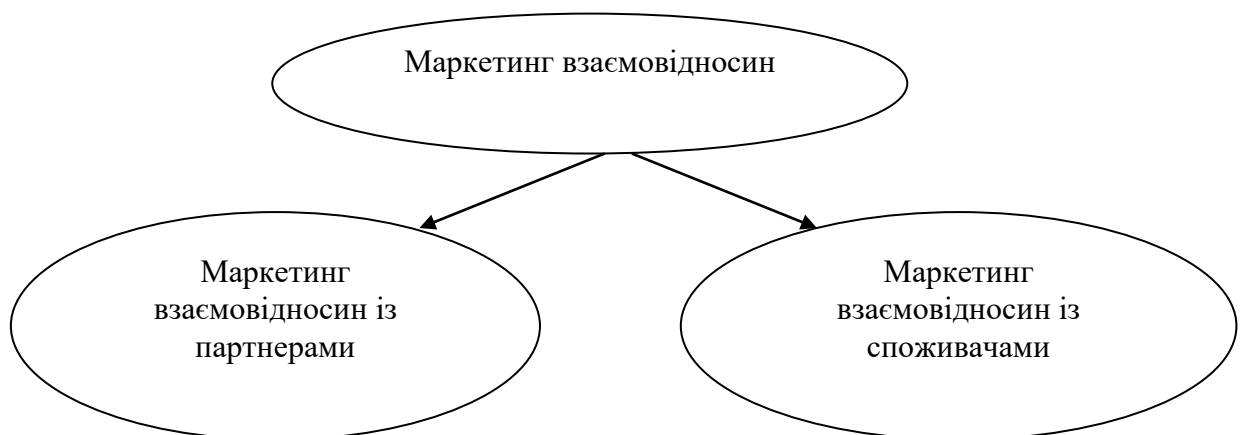 Маркетинг взаємовідносин
Маркетинг
взаємовідносин із
партнерами
Маркетинг
взаємовідносин із
споживачами